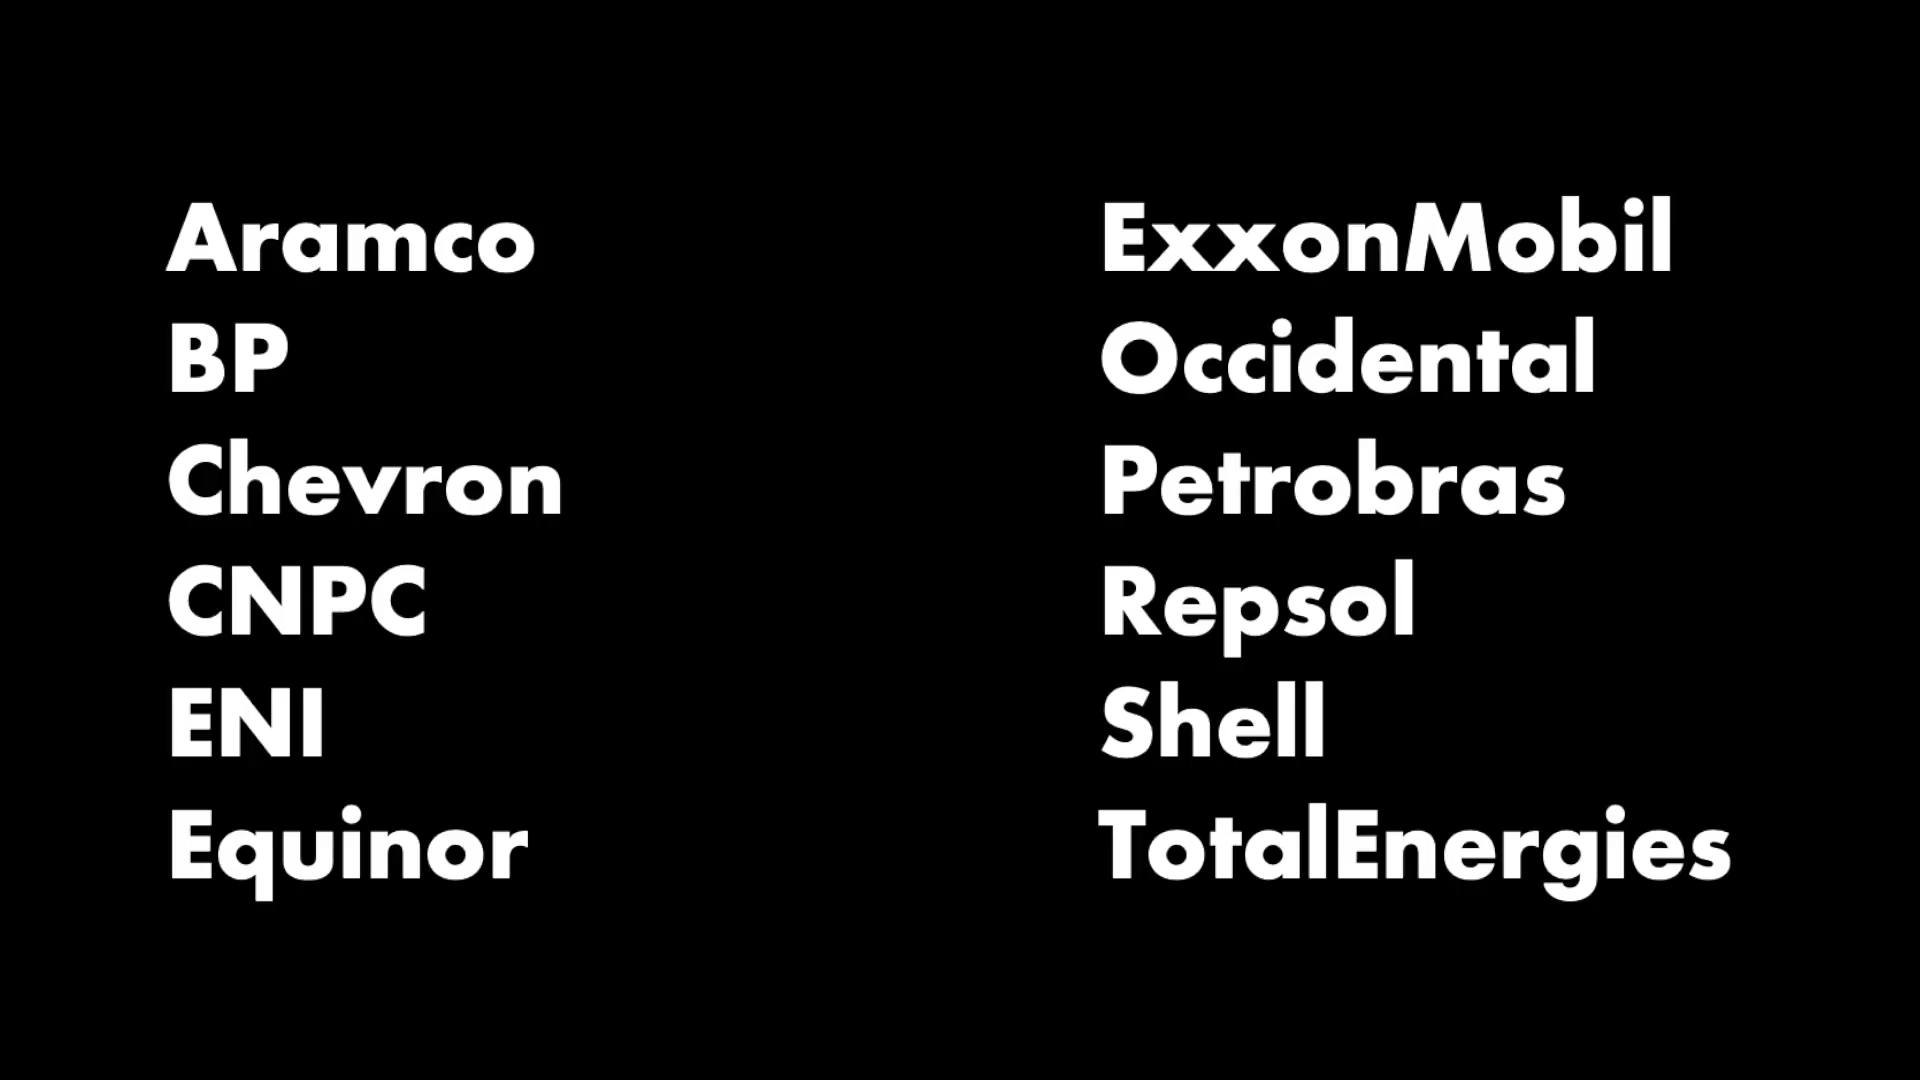 Aramco
BP
Chevron
CNPC
ENI
Equinor
ExxonMobil
Occidental
Petrobras
Repsol
Shell
TotalEnergies